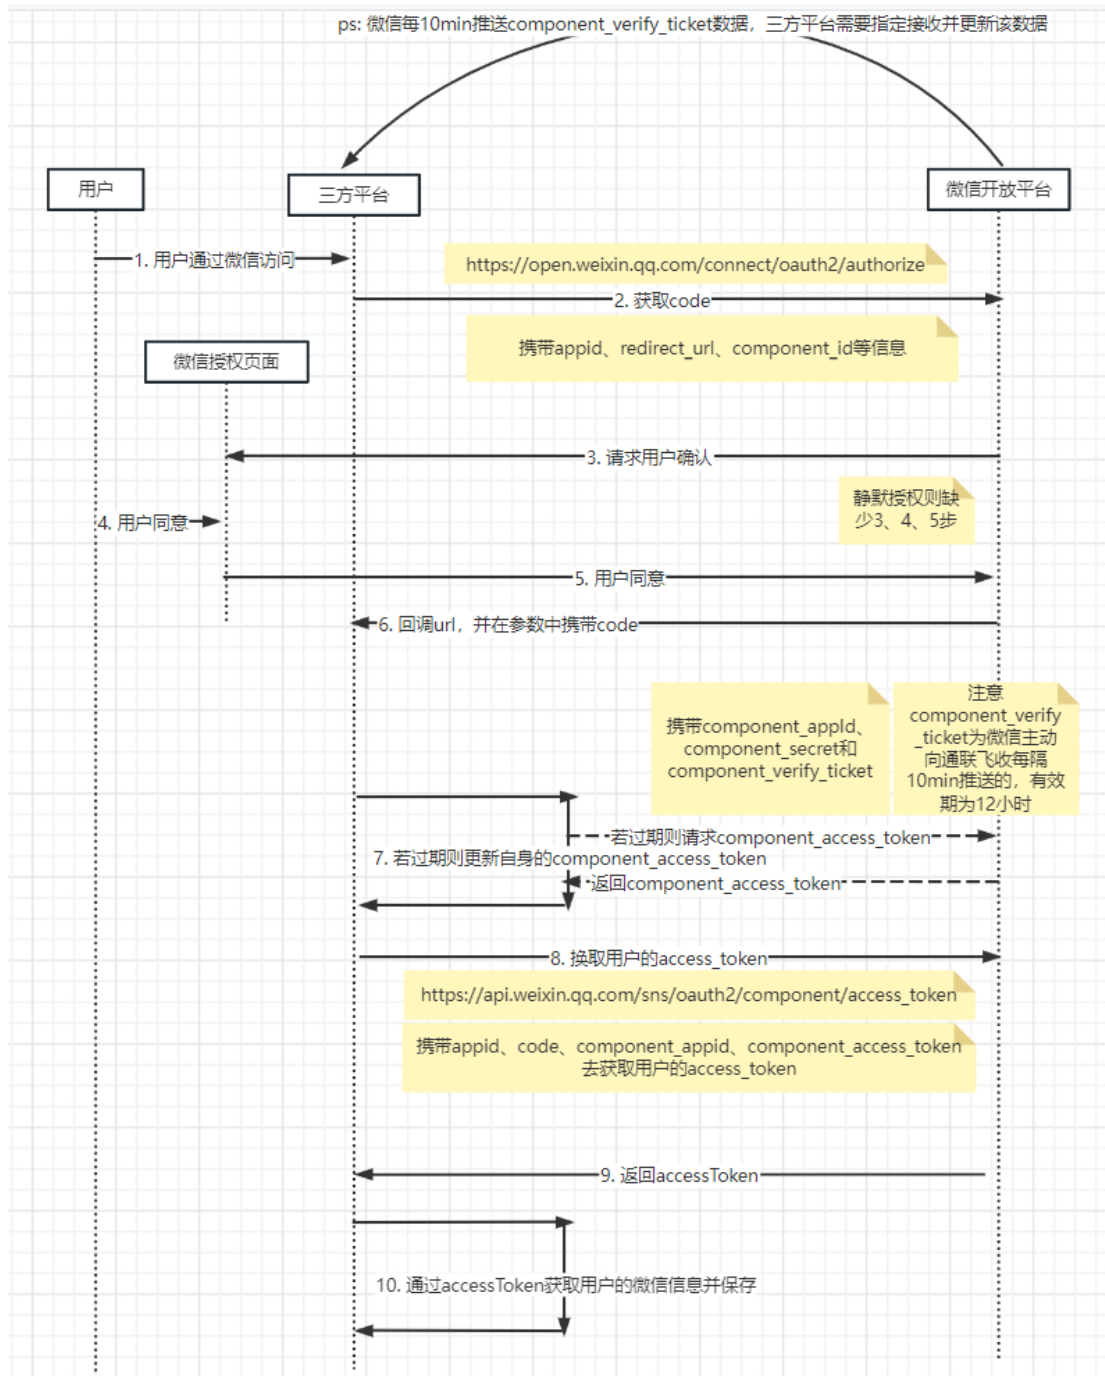 ps: 微信每10min推送component_verify_ticket数据，三方平台需要指定接收并更新该数据
用户
三方平台
微信开放平台
1. 用户通过微信访问
https://open.weixin.qq.com/connect/oauth2/authorize
2. 获取code
携带appid、redirect_url、component_id等信息
微信授权页面
3. 请求用户确认
静默授权则缺
少3、4、5步
4. 用户同意
5. 用户同意
6. 回调url，并在参数中携带code
携带component_appId、
component_secret和
component_verify_ticket
注意
component_verify
_ticket为微信主动
向通联飞收每隔
10min推送的，有效
期为12小时
若过期则请求component_access_token
7. 若过期则更新自身的component_access_token
返回component_access_token
8. 换取用户的access_token
https://api.weixin.qq.com/sns/oauth2/component/access_token
携带appid、code、component_appid、component_access_token
去获取用户的access_token
9. 返回accessToken
10. 通过accessToken获取用户的微信信息并保存